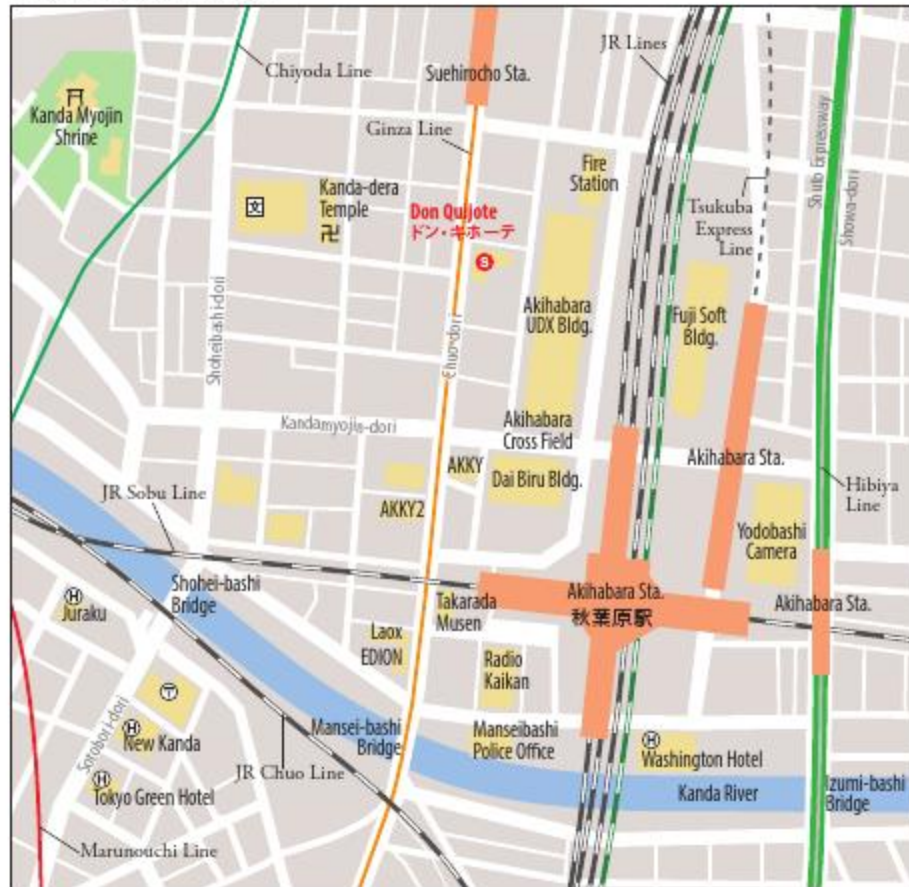 JR Lines
Chiyoda Line
Suehirocho Sta.
Kanda Myojin
Shrine
Ginza Line
Fire
Station
Shuto Expressway
Showa-dori
文
Kanda-dera
Temple
卍
Don Quijote
ドン・キホーテ
S
Tsukuba
Express
Line
Akihabara
UDX Bldg.
Fuji Soft
Bldg.
Shoheibashi-dori
Chuo-dori
Kandamyojin-dori
Akihabara
Cross Field
AKKY
Dai Biru Bldg.
Akihabara Sta.
JR Sobu Line
AKKY2
Hibiya
Line
Yodobashi
Camera
H
Juraku
Shohei-bashi
Bridge
Takarada
Musen
Akihabara Sta.
秋葉原駅
Akihabara Sta.
Laox
EDION
Radio
Kaikan
〒
Sotobori-dori
H
New Kanda
Mansei-bashi
Bridge
Manseibashi
Police Office
H
Washington Hotel
JR Chuo Line
H
Tokyo Green Hotel
Kanda River
Izumi-bashi
Bridge
Marunouchi Line